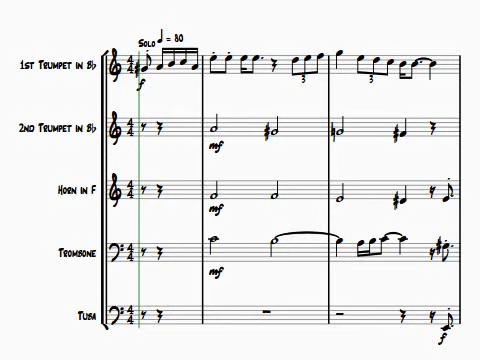 Solo ♩ = 80
1st Trumpet in B♭
f
3
3
2nd Trumpet in B♭
mf
Horn in F
mf
Trombone
mf
Tuba
f